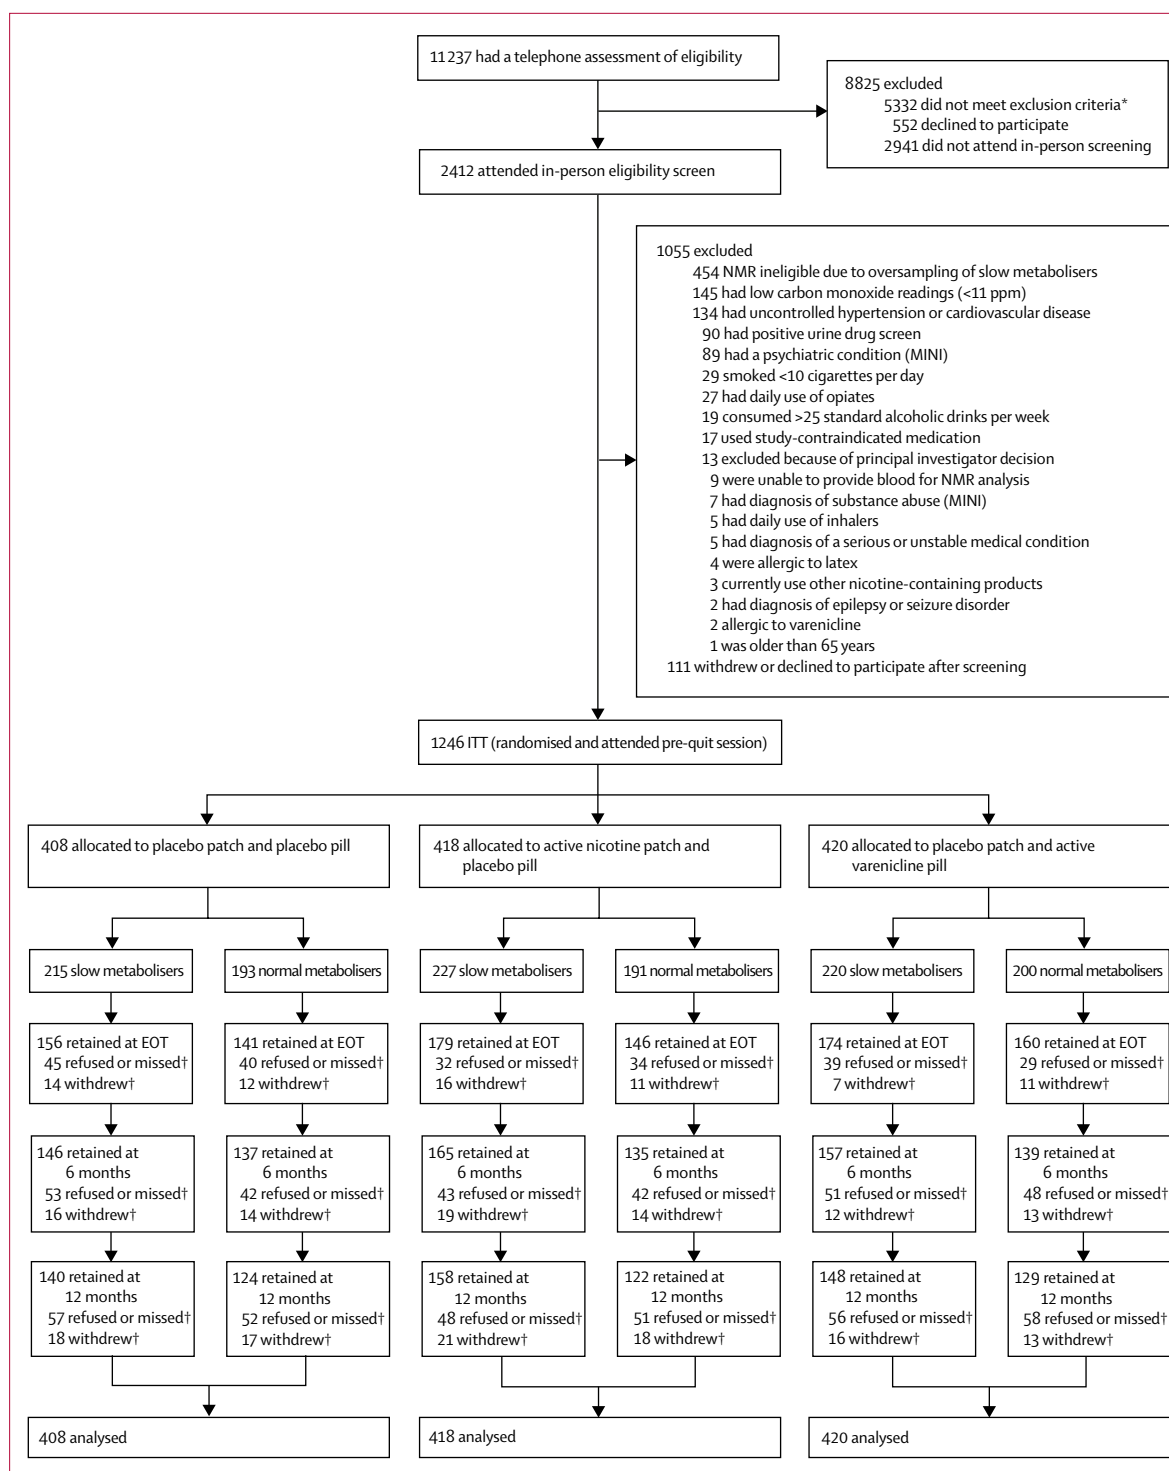 11237 had a telephone assessment of eligibility
8825 excluded
5332 did not meet exclusion criteria*
552 declined to participate
2941 did not attend in-person screening
2412 attended in-person eligibility screen
1055 excluded
454 NMR ineligible due to oversampling of slow metabolisers
145 had low carbon monoxide readings (<11 ppm)
134 had uncontrolled hypertension or cardiovascular disease
90 had positive urine drug screen
89 had a psychiatric condition (MINI)
29 smoked <10 cigarettes per day
27 had daily use of opiates
19 consumed >25 standard alcoholic drinks per week
17 used study-contraindicated medication
13 excluded because of principal investigator decision
9 were unable to provide blood for NMR analysis
7 had diagnosis of substance abuse (MINI)
5 had daily use of inhalers
5 had diagnosis of a serious or unstable medical condition
4 were allergic to latex
3 currently use other nicotine-containing products
2 had diagnosis of epilepsy or seizure disorder
2 allergic to varenicline
1 was older than 65 years
111 withdrew or declined to participate after screening
1246 ITT (randomised and attended pre-quit session)
408 allocated to placebo patch and placebo pill
418 allocated to active nicotine patch and
placebo pill
420 allocated to placebo patch and active
varenicline pill
215 slow metabolisers
193 normal metabolisers
227 slow metabolisers
191 normal metabolisers
220 slow metabolisers
200 normal metabolisers
156 retained at EOT
45 refused or missed†
14 withdrew†
141 retained at EOT
40 refused or missed†
12 withdrew†
179 retained at EOT
32 refused or missed†
16 withdrew†
146 retained at EOT
34 refused or missed†
11 withdrew†
174 retained at EOT
39 refused or missed†
7 withdrew†
160 retained at EOT
29 refused or missed†
11 withdrew†
146 retained at
6 months
53 refused or missed†
16 withdrew†
137 retained at
6 months
42 refused or missed†
14 withdrew†
165 retained at
6 months
43 refused or missed†
19 withdrew†
135 retained at
6 months
42 refused or missed†
14 withdrew†
157 retained at
6 months
51 refused or missed†
12 withdrew†
139 retained at
6 months
48 refused or missed†
13 withdrew†
140 retained at
12 months
57 refused or missed†
18 withdrew†
124 retained at
12 months
52 refused or missed†
17 withdrew†
158 retained at
12 months
48 refused or missed†
21 withdrew†
122 retained at
12 months
51 refused or missed†
18 withdrew†
148 retained at
12 months
56 refused or missed†
16 withdrew†
129 retained at
12 months
58 refused or missed†
13 withdrew†
408 analysed
418 analysed
420 analysed